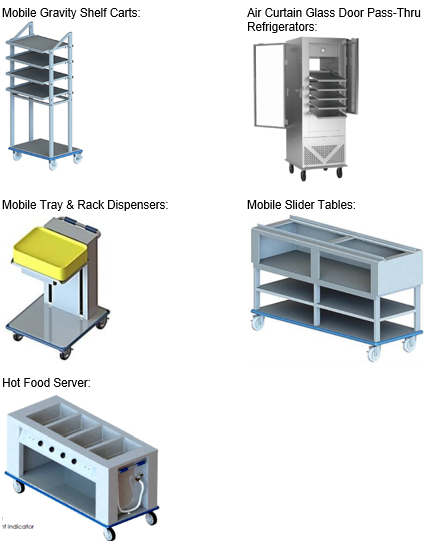 Mobile Gravity Shelf Carts:
Air Curtain Glass Door Pass-Thru
Refrigerators:
Mobile Tray & Rack Dispensers:
Mobile Slider Tables:
Hot Food Server:
indicator